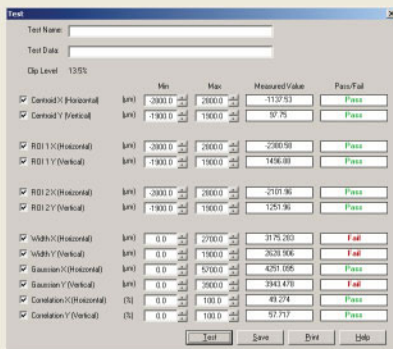 Test
Test Name:
Test Data:
Clip Level 13.5%
Min Max Measured Value Pass/Fail
Centroid X (Horizontal) (µm) -2800.0 2800.0 -1137.53 Pass
Centroid Y (Vertical) (µm) -1900.0 1900.0 97.75 Pass
ROI 1 X (Horizontal) (µm) -2800.0 2800.0 -2380.58 Pass
ROI 1 Y (Vertical) (µm) -1900.0 1900.0 1496.88 Pass
ROI 2 X (Horizontal) (µm) -2800.0 2800.0 -2101.96 Pass
ROI 2 Y (Vertical) (µm) -1900.0 1900.0 1251.96 Pass
Width X (Horizontal) (µm) 0.0 2700.0 3175.283 Fail
Width Y (Vertical) (µm) 0.0 1900.0 2628.906 Fail
Gaussian X (Horizontal) (µm) 0.0 5700.0 4251.095 Pass
Gaussian Y (Vertical) (µm) 0.0 3900.0 3943.478 Fail
Correlation X (Horizontal) (%) 0.0 100.0 49.274 Pass
Correlation Y (Vertical) (%) 0.0 100.0 57.717 Pass
Test Save Print Help